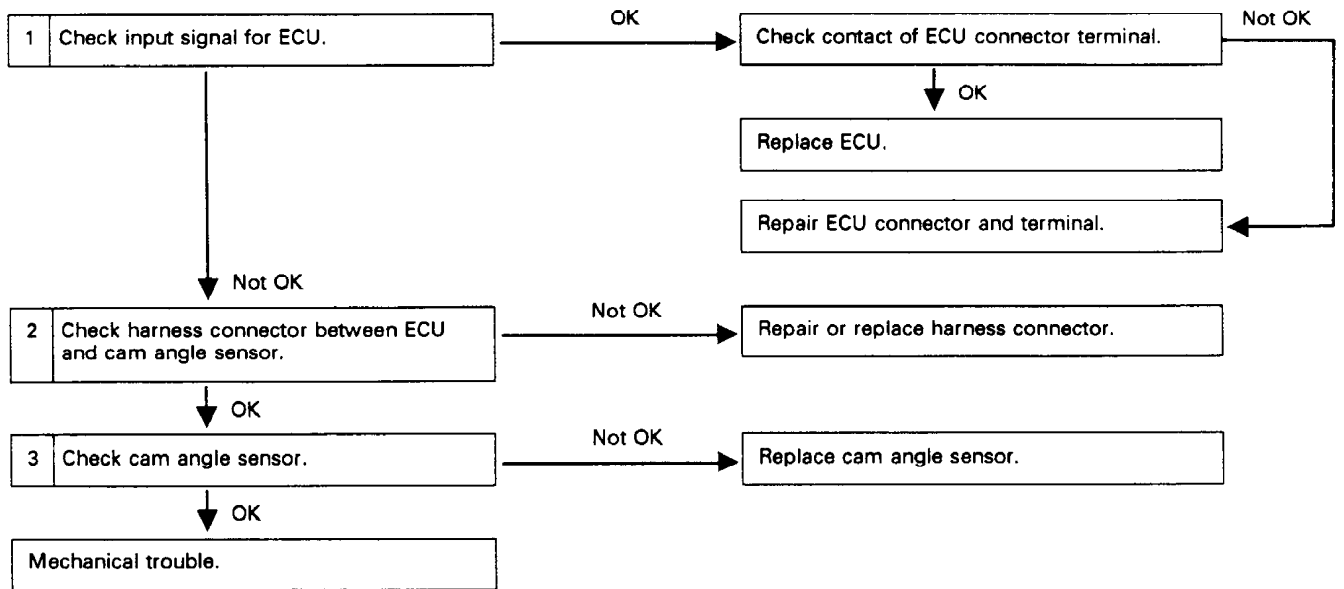 OK
Not OK
1 Check input signal for ECU.
Check contact of ECU connector terminal.
OK
Replace ECU.
Repair ECU connector and terminal.
Not OK
2 Check harness connector between ECU
and cam angle sensor.
Not OK
Repair or replace harness connector.
OK
3 Check cam angle sensor.
Not OK
Replace cam angle sensor.
OK
Mechanical trouble.